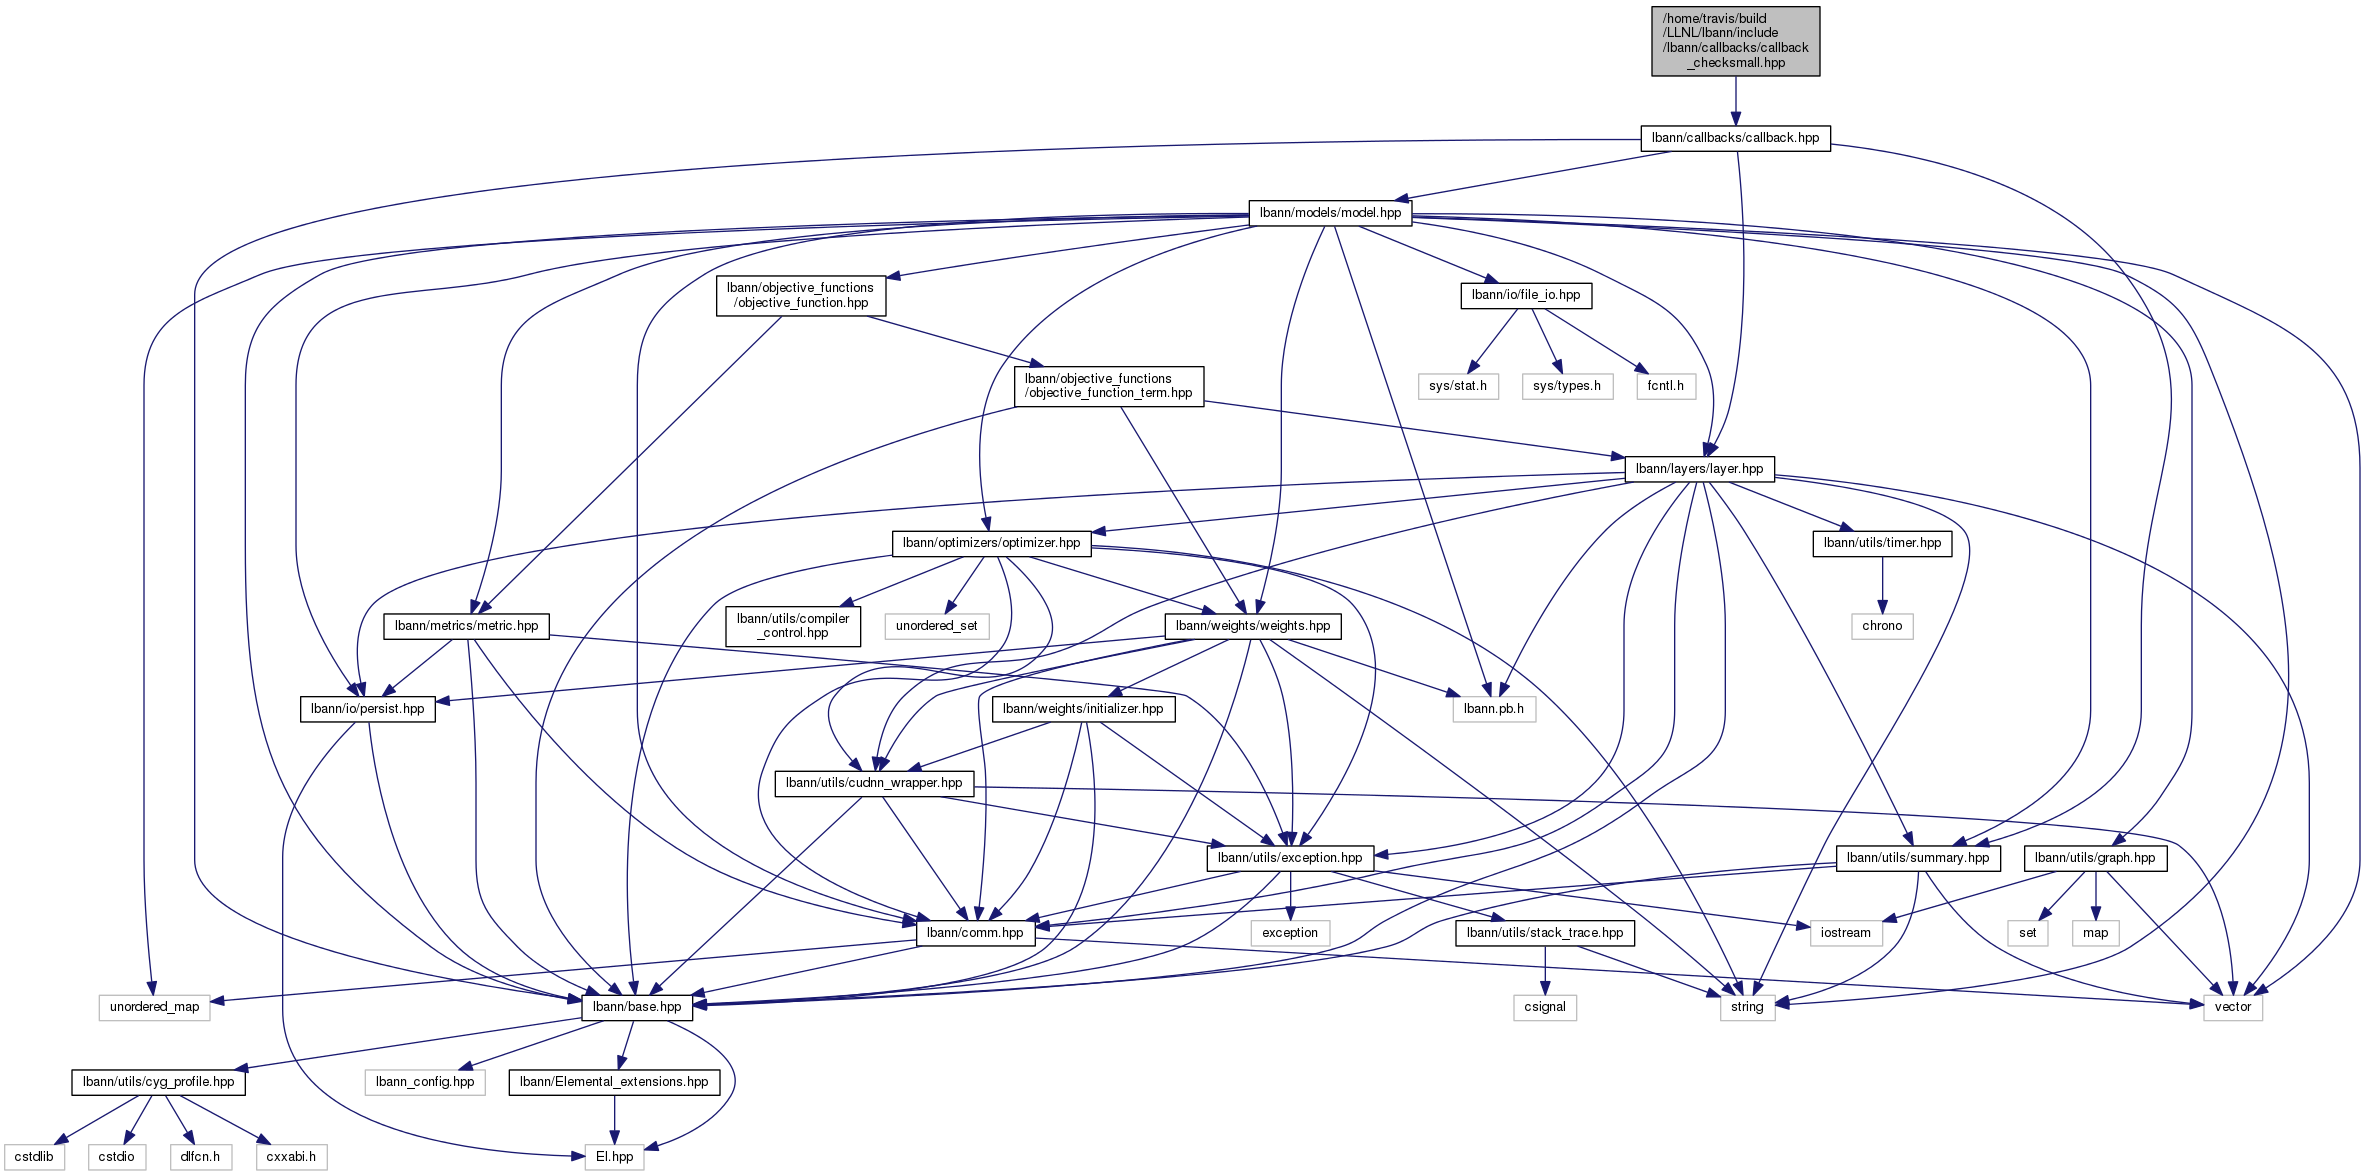 /home/travis/build
/LLNL/lbann/include
/lbann/callbacks/callback
_checksmall.hpp
lbann/callbacks/callback.hpp
lbann/models/model.hpp
lbann/objective_functions
/objective_function.hpp
lbann/io/file_io.hpp
lbann/objective_functions
/objective_function_term.hpp
sys/stat.h
sys/types.h
fcntl.h
lbann/layers/layer.hpp
lbann/optimizers/optimizer.hpp
lbann/utils/timer.hpp
lbann/metrics/metric.hpp
lbann/utils/compiler
_control.hpp
unordered_set
lbann/weights/weights.hpp
chrono
lbann/io/persist.hpp
lbann/weights/initializer.hpp
lbann.pb.h
lbann/utils/cudnn_wrapper.hpp
lbann/utils/exception.hpp
lbann/utils/summary.hpp
lbann/utils/graph.hpp
lbann/comm.hpp
exception
lbann/utils/stack_trace.hpp
iostream
set
map
unordered_map
lbann/base.hpp
csignal
string
vector
lbann/utils/cyg_profile.hpp
lbann_config.hpp
lbann/Elemental_extensions.hpp
cstdlib
cstdio
dlfcn.h
cxxabi.h
El.hpp